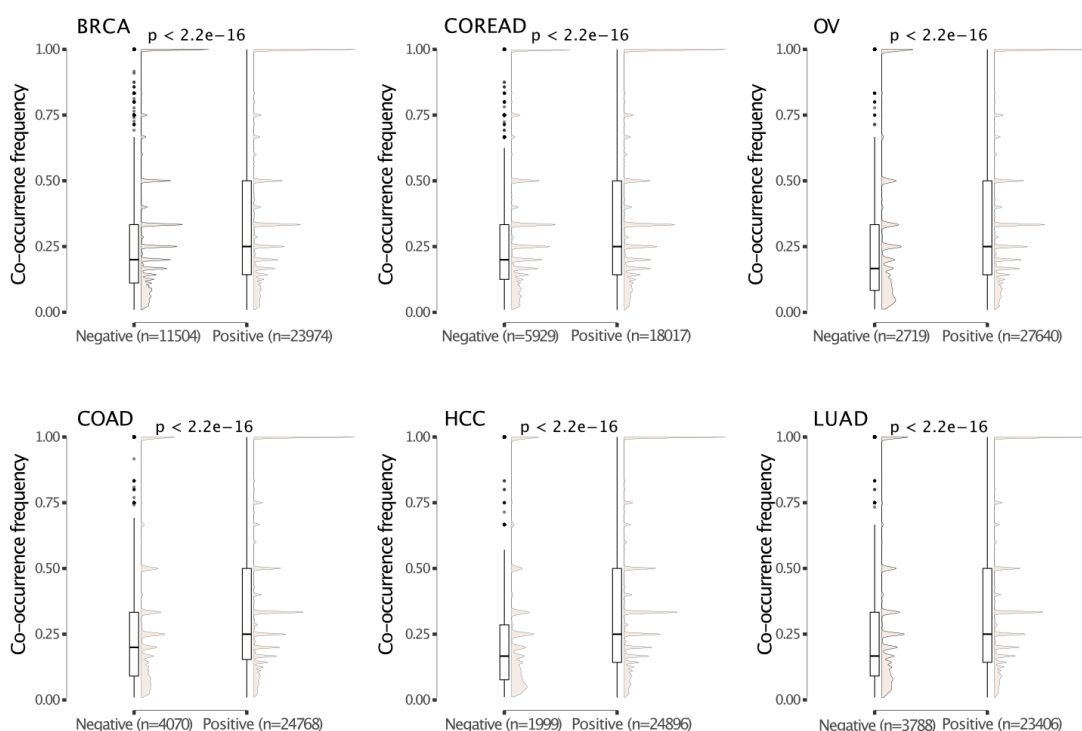 BRCA
p < 2.2e−16
Co−occurrence frequency
1.00
0.75
0.50
0.25
0.00
Negative (n=11504) Positive (n=23974)
COREAD
p < 2.2e−16
Co−occurrence frequency
1.00
0.75
0.50
0.25
0.00
Negative (n=5929) Positive (n=18017)
OV
p < 2.2e−16
Co−occurrence frequency
1.00
0.75
0.50
0.25
0.00
Negative (n=2719) Positive (n=27640)
COAD
p < 2.2e−16
Co−occurrence frequency
1.00
0.75
0.50
0.25
0.00
Negative (n=4070) Positive (n=24768)
HCC
p < 2.2e−16
Co−occurrence frequency
1.00
0.75
0.50
0.25
0.00
Negative (n=1999) Positive (n=24896)
LUAD
p < 2.2e−16
Co−occurrence frequency
1.00
0.75
0.50
0.25
0.00
Negative (n=3788) Positive (n=23406)